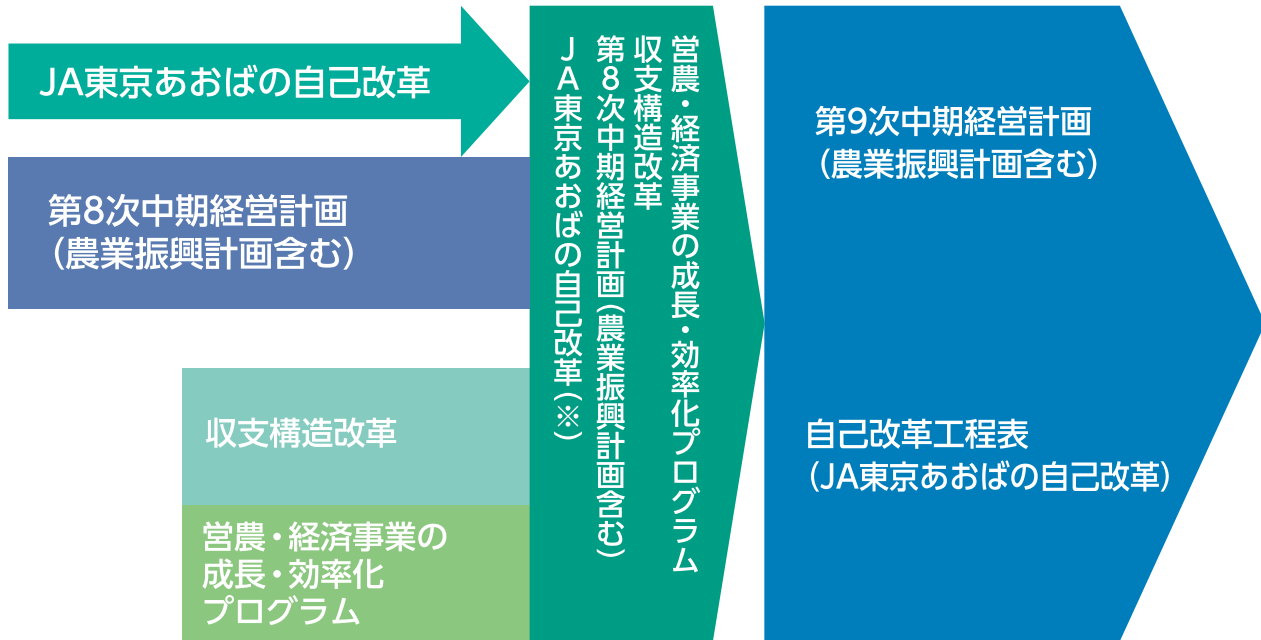 JA東京あおばの自己改革
第8次中期経営計画
（農業振興計画含む）
収支構造改革
営農・経済事業の
成長・効率化
プログラム
営農・経済事業の成長・効率化プログラム
収支構造改革
第8次中期経営計画（農業振興計画含む）
JA東京あおばの自己改革（※）
第9次中期経営計画
（農業振興計画含む）
自己改革工程表
（JA東京あおばの自己改革）